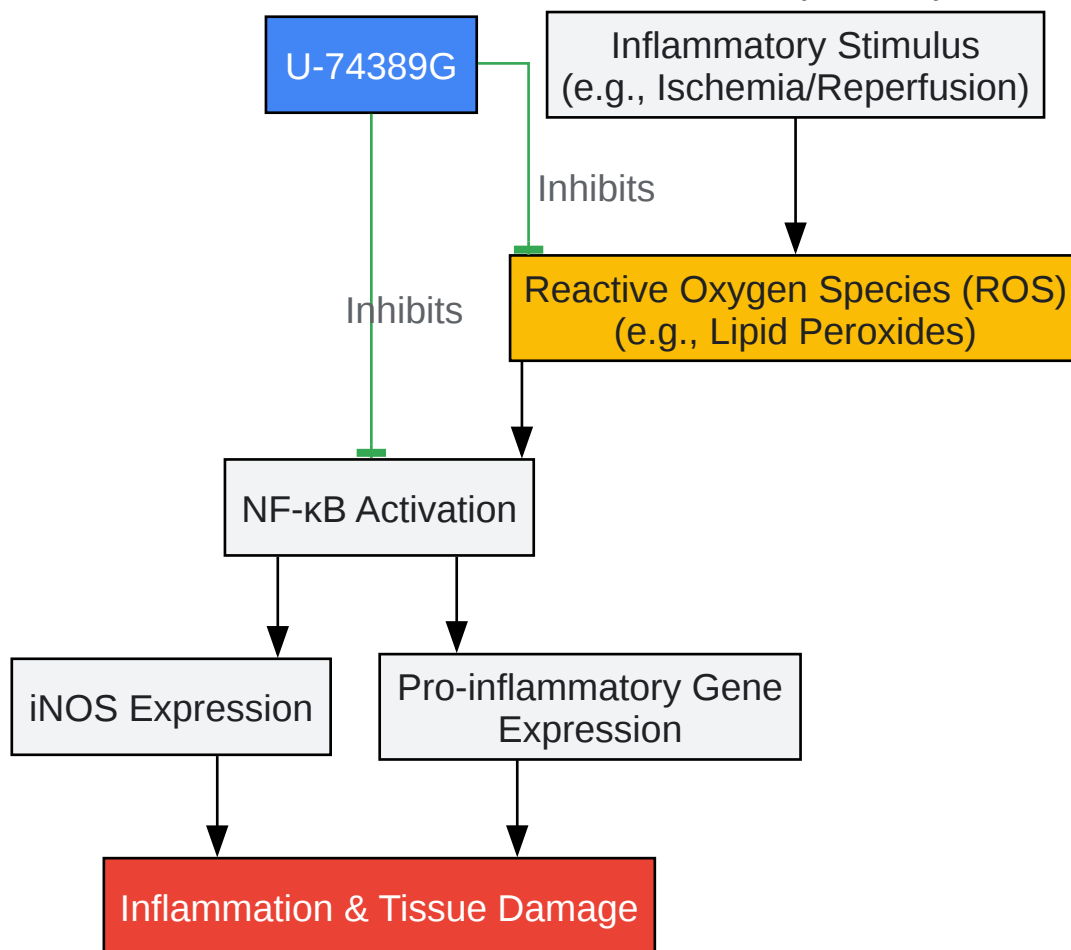 U-74389G
Inflammatory Stimulus
(e.g., Ischemia/Reperfusion)
Inhibits
Reactive Oxygen Species (ROS)
(e.g., Lipid Peroxides)
Inhibits
NF-κB Activation
iNOS Expression
Pro-inflammatory Gene
Expression
Inflammation & Tissue Damage